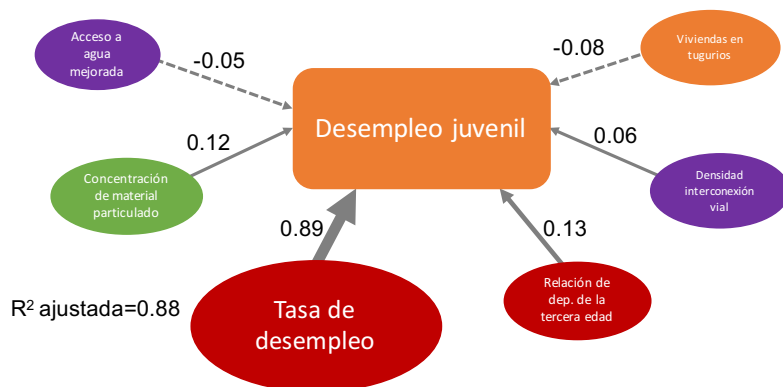 Acceso a
agua
mejorada
-0.05
-0.08
Viviendas en
tugurios
Desempleo juvenil
0.12
0.06
Concentración
de material
particulado
Densidad
interconexión
vial
0.89
0.13
R² ajustada=0.88
Tasa de
desempleo
Relación de
dep. de la
tercera edad